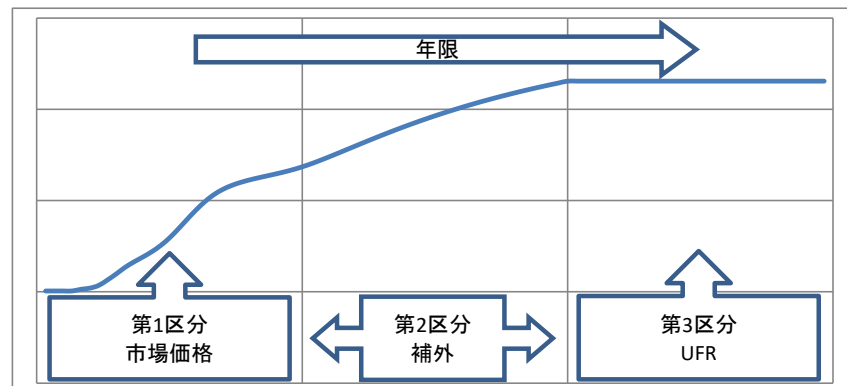 年限
第1区分
市場価格
第2区分
補外
第3区分
UFR